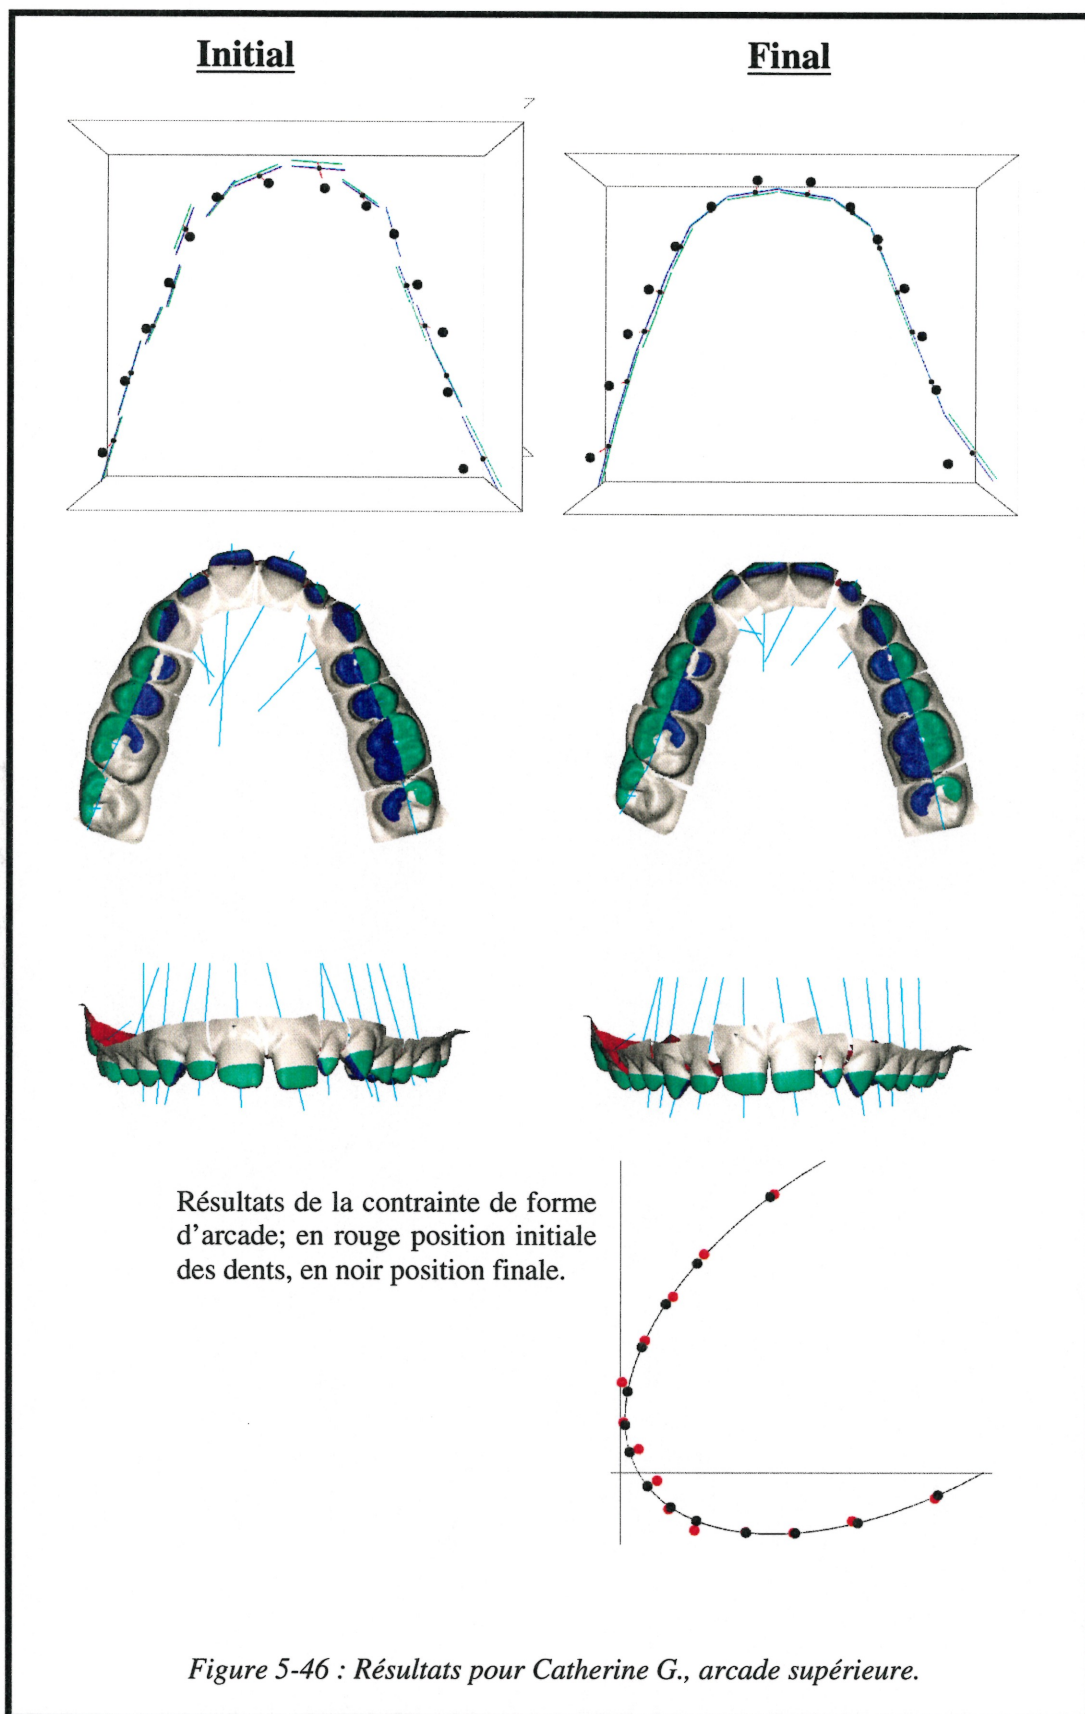 Initial
Final
Résultats de la contrainte de forme
d'arcade; en rouge position initiale
des dents, en noir position finale.
Figure 5-46 : Résultats pour Catherine G., arcade supérieure.